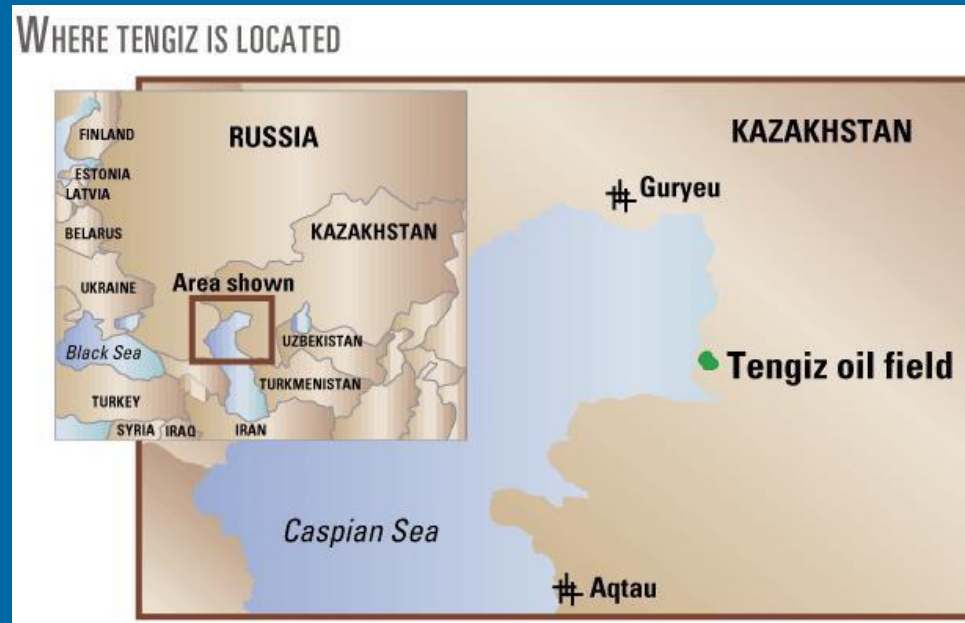 WHERE TENGIZ IS LOCATED
FINLAND
RUSSIA
KAZAKHSTAN
ESTONIA
Guryeu
LATVIA
BELARUS
KAZAKHSTAN
UKRAINE
Area shown
UZBEKISTAN
Black Sea
Tengiz oil field
TURKMENISTAN
TURKEY
SYRIA
IRAQ
IRAN
Caspian Sea
Aqtau